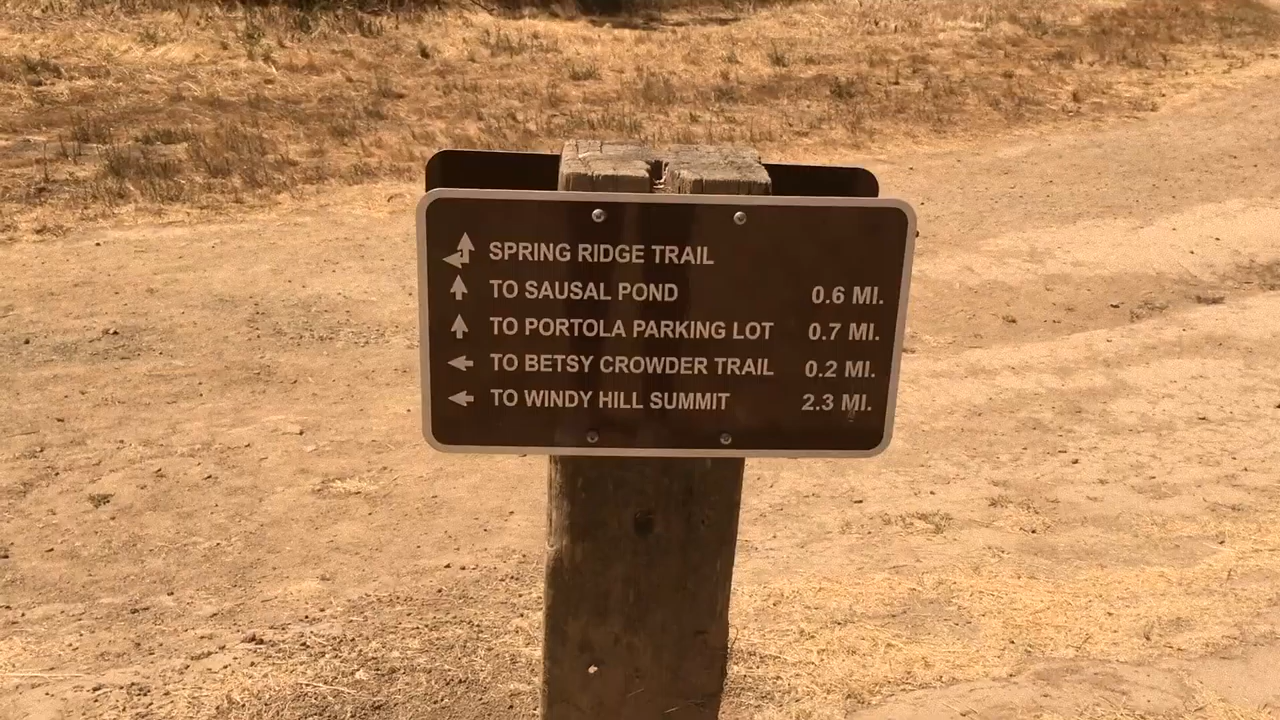 SPRING RIDGE TRAIL
TO SAUSAL POND 0.6 MI.
TO PORTOLA PARKING LOT 0.7 MI.
TO BETSY CROWDER TRAIL 0.2 MI.
TO WINDY HILL SUMMIT 2.3 MI.